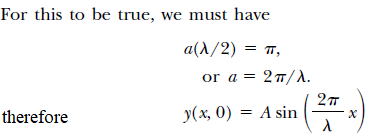 For this to be true, we must have
a(λ/2) = π,
or a = 2π/λ.
therefore y(x, 0) = A sin (2π/λ x)